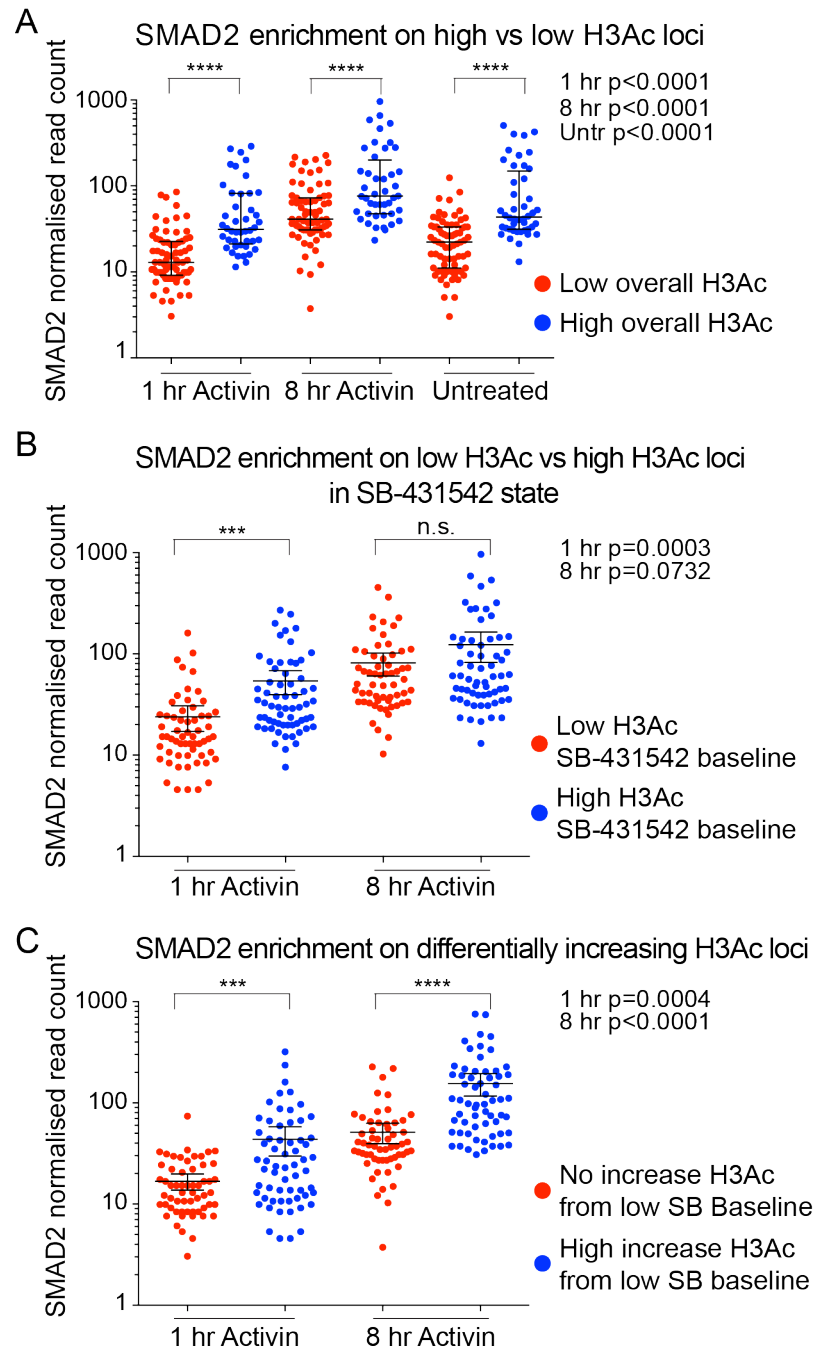 A
SMAD2 enrichment on high vs low H3Ac loci
SMAD2 normalised read count
1000
100
10
1
****
****
****
1 hr p<0.0001
8 hr p<0.0001
Untr p<0.0001
Low overall H3Ac
High overall H3Ac
1 hr Activin
8 hr Activin
Untreated
B
SMAD2 enrichment on low H3Ac vs high H3Ac loci
in SB-431542 state
SMAD2 normalised read count
1000
100
10
1
***
n.s.
1 hr p=0.0003
8 hr p=0.0732
Low H3Ac
SB-431542 baseline
High H3Ac
SB-431542 baseline
1 hr Activin
8 hr Activin
C
SMAD2 enrichment on differentially increasing H3Ac loci
SMAD2 normalised read count
1000
100
10
1
***
****
1 hr p=0.0004
8 hr p<0.0001
No increase H3Ac
from low SB Baseline
High increase H3Ac
from low SB baseline
1 hr Activin
8 hr Activin